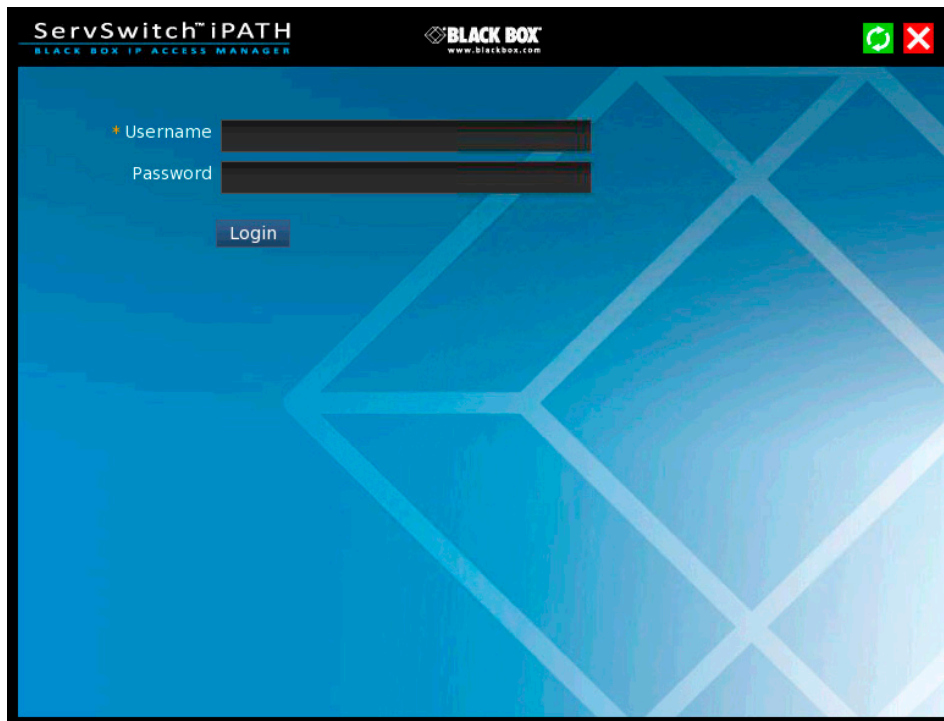 ServSwitch™ iPATH
BLACK BOX IP ACCESS MANAGER
BLACK BOX®
www.blackbox.com
* Username
Password
Login